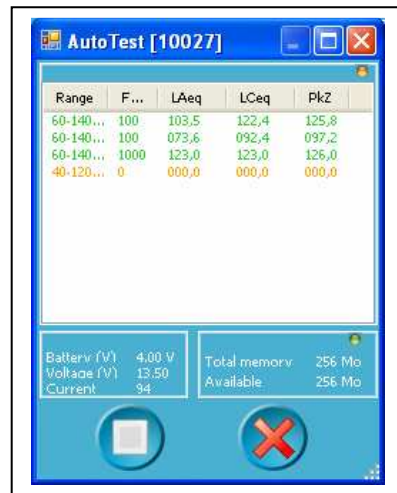 AutoTest [10027]
Range F... LAeq LCeq PkZ
60-140... 100 103,5 122,4 125,8
60-140... 100 073,6 092,4 097,2
60-140... 1000 123,0 123,0 126,0
40-120... 0 000,0 000,0 000,0
Battery (V) 4.00 V
Voltage (V) 13.50
Current 94
Total memory 256 Mo
Available 256 Mo